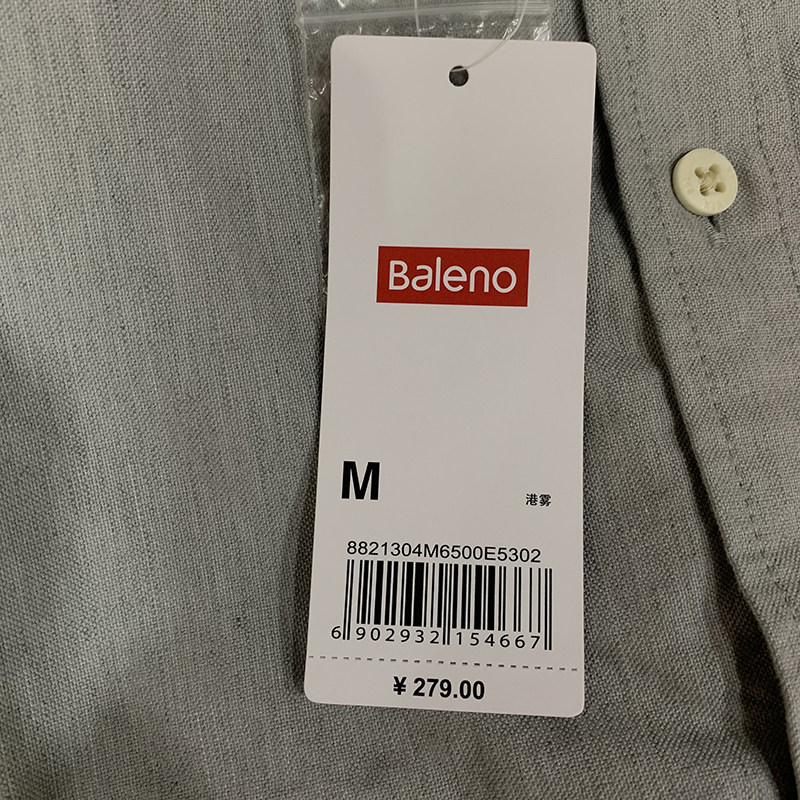 Baleno
M
港雾
8821304M6500E5302
6 902932 154667
¥ 279.00